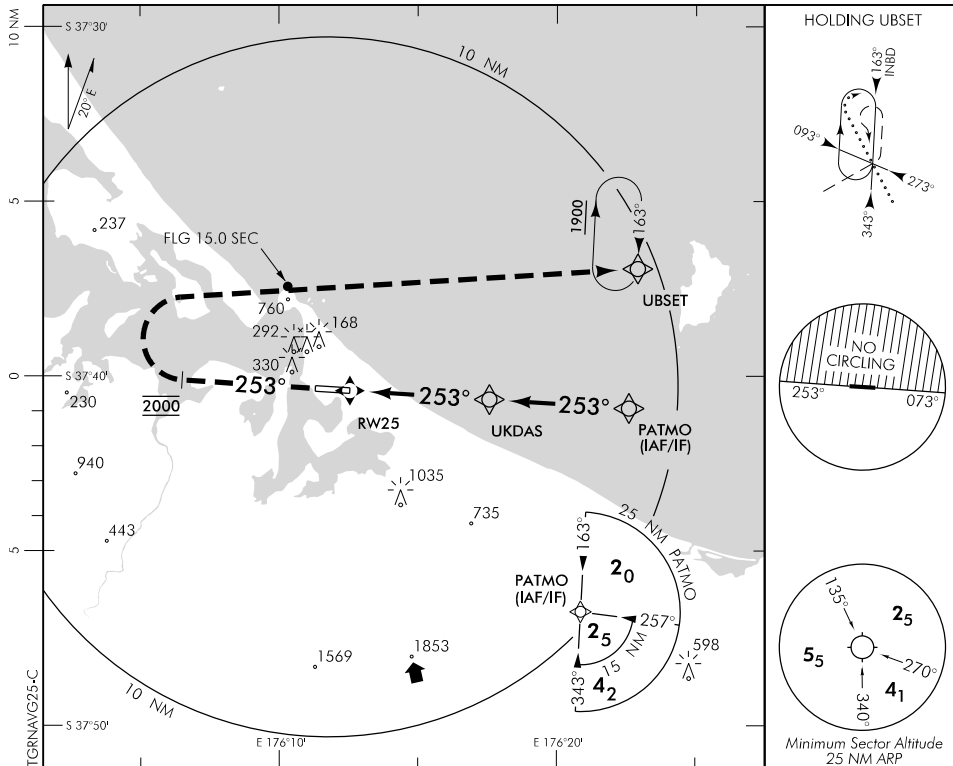 10 NM
S 37°30'
20° E
10 NM
5
237
FLG 15.0 SEC
760
292
168
330
1900
163°
UBSET
0
S 37°40'
230
2000
253°
RW25
253°
UKDAS
253°
PATMO
(IAF/IF)
940
443
1035
735
5
25 NM PATMO
163°
2₀
PATMO
(IAF/IF)
257°
2₅
15 NM
343°
4₂
598
1569
1853
10 NM
S 37°50'
E 176°10'
E 176°20'
TGRNAVG25-C
HOLDING UBSET
163°
INBD
093°
273°
343°
NO
CIRCLING
253°
073°
135°
2₅
5₅
270°
4₁
340°
Minimum Sector Altitude
25 NM ARP